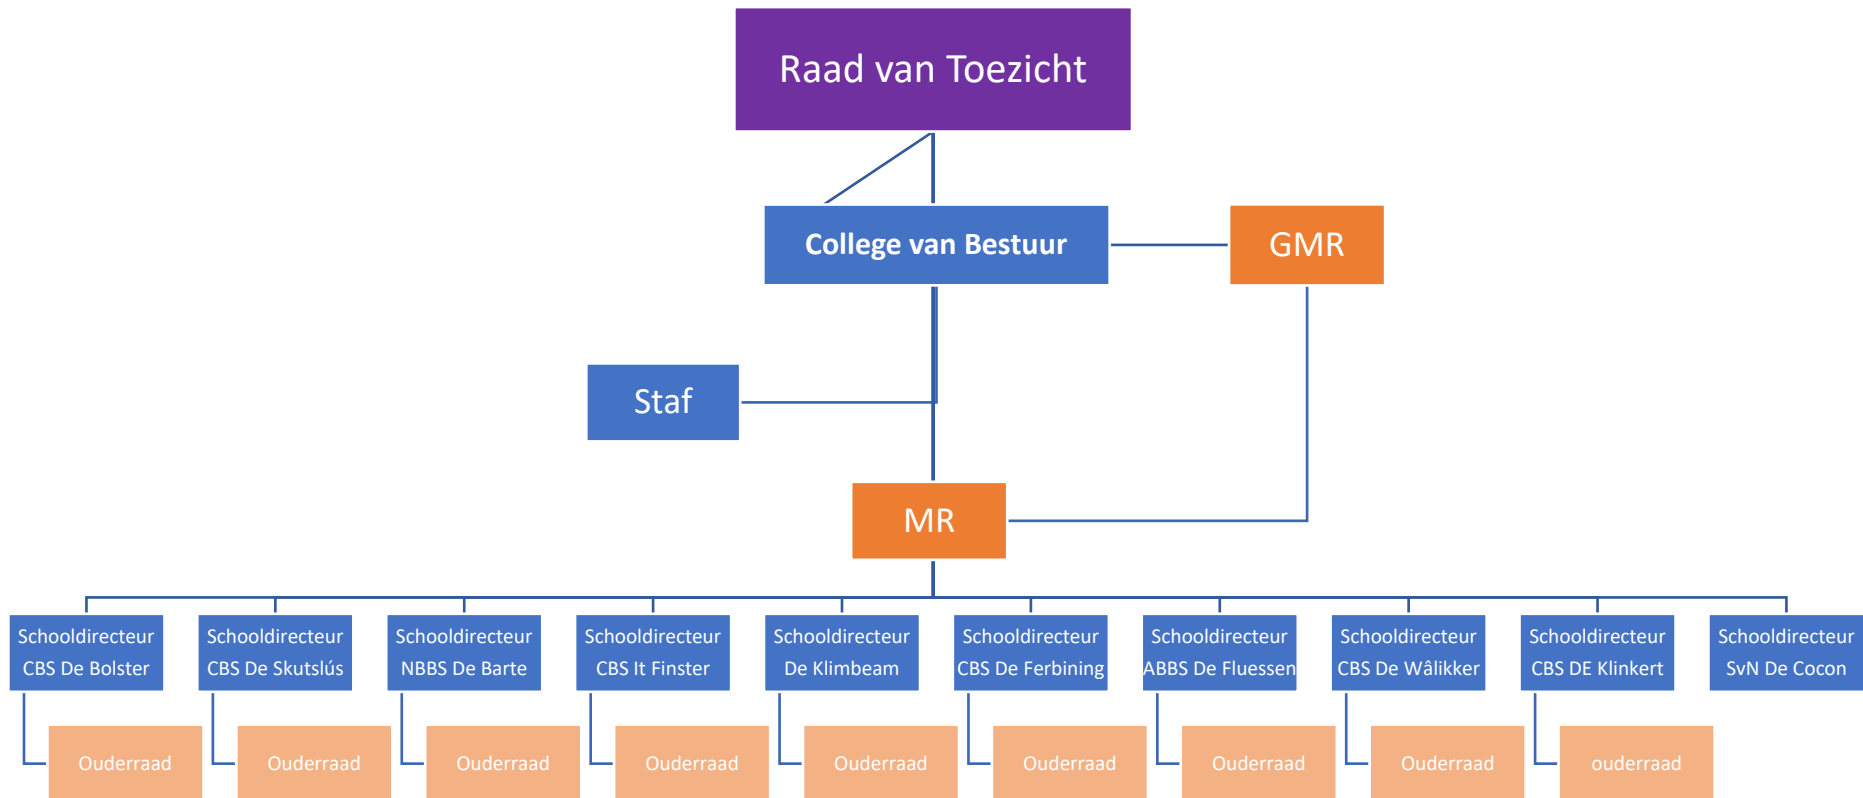 Raad van Toezicht
College van Bestuur
GMR
Staf
MR
Schooldirecteur
CBS De Bolster
Schooldirecteur
CBS De Skutslús
Schooldirecteur
NBBS De Barte
Schooldirecteur
CBS It Finster
Schooldirecteur
De Klimbeam
Schooldirecteur
CBS De Ferbining
Schooldirecteur
ABBS De Fluessen
Schooldirecteur
CBS De Wâlikker
Schooldirecteur
CBS DE Klinkert
Schooldirecteur
SvN De Cocon
Ouderraad
Ouderraad
Ouderraad
Ouderraad
Ouderraad
Ouderraad
Ouderraad
Ouderraad
ouderraad